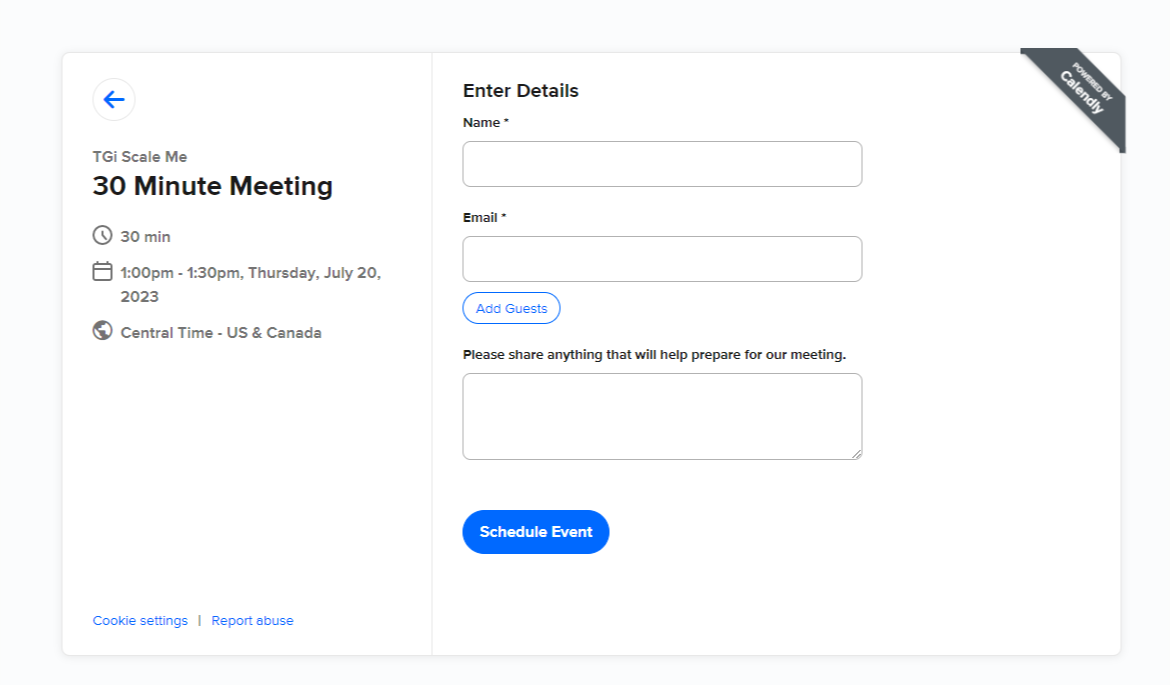 TGi Scale Me
30 Minute Meeting
30 min
1:00pm - 1:30pm, Thursday, July 20,
2023
Central Time - US & Canada
Cookie settings | Report abuse
Enter Details
Name *
Email *
Add Guests
Please share anything that will help prepare for our meeting.
Schedule Event
POWERED BY
Calendly